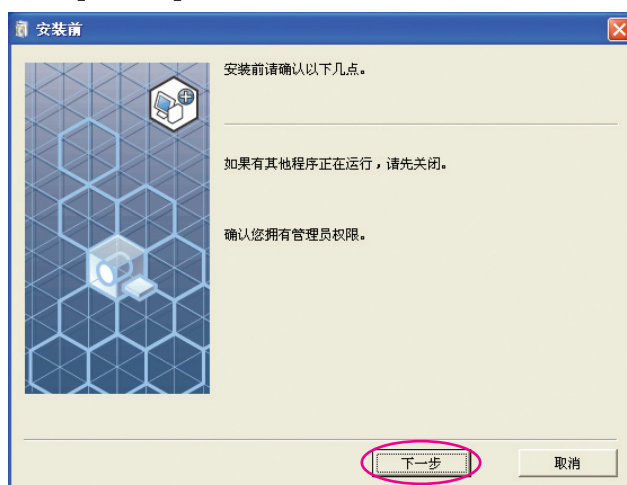 安装前
安装前请确认以下几点。
如果有其他程序正在运行，请先关闭。
确认您拥有管理员权限。
下一步
取消